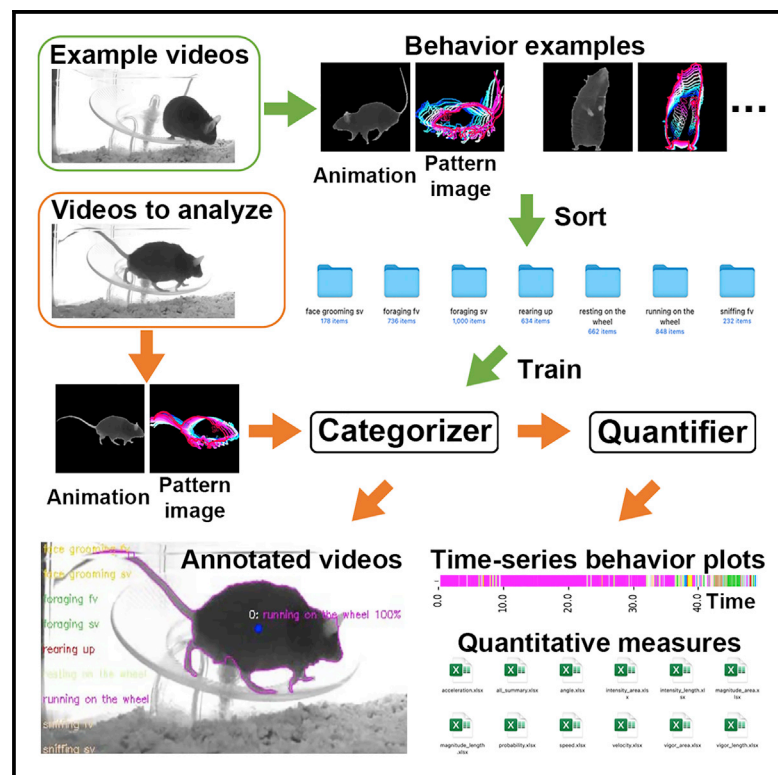 Example videos
Behavior examples
...
Animation
Pattern
image
Videos to analyze
Sort
face grooming sv
178 items
foraging fv
736 items
foraging sv
1,000 items
rearing up
634 items
resting on the
wheel
662 items
running on the
wheel
848 items
sniffing fv
232 items
Train
Categorizer
Quantifier
Animation
Pattern
image
Annotated videos
face grooming fv
face grooming sv
foraging fv
foraging sv
rearing up
resting on the wheel
running on the wheel
sniffing fv
sniffing sv
0: running on the wheel 100%
Time-series behavior plots
0.0
10.0
20.0
30.0
40.0
Time
Quantitative measures
acceleration.xlsx
all_summary.xlsx
angle.xlsx
intensity_area.xls
x
intensity_length.xl
sx
magnitude_area.x
lsx
magnitude_length
.xlsx
probability.xlsx
speed.xlsx
velocity.xlsx
vigor_area.xlsx
vigor_length.xlsx